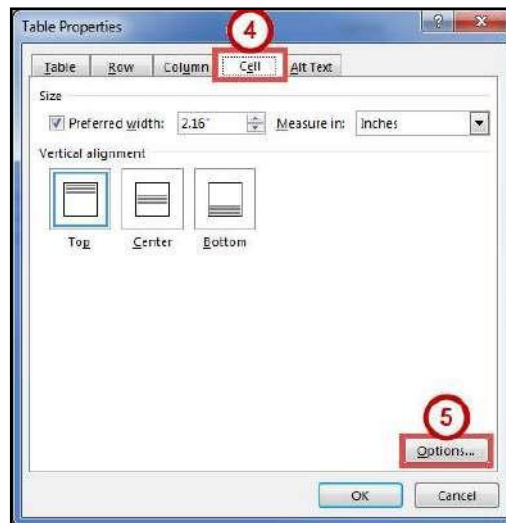 Table Properties
4
Table Row Column Cell Alt Text
Size
Preferred width: 2.16" Measure in: Inches
Vertical alignment
Top Center Bottom
5
Options...
OK Cancel